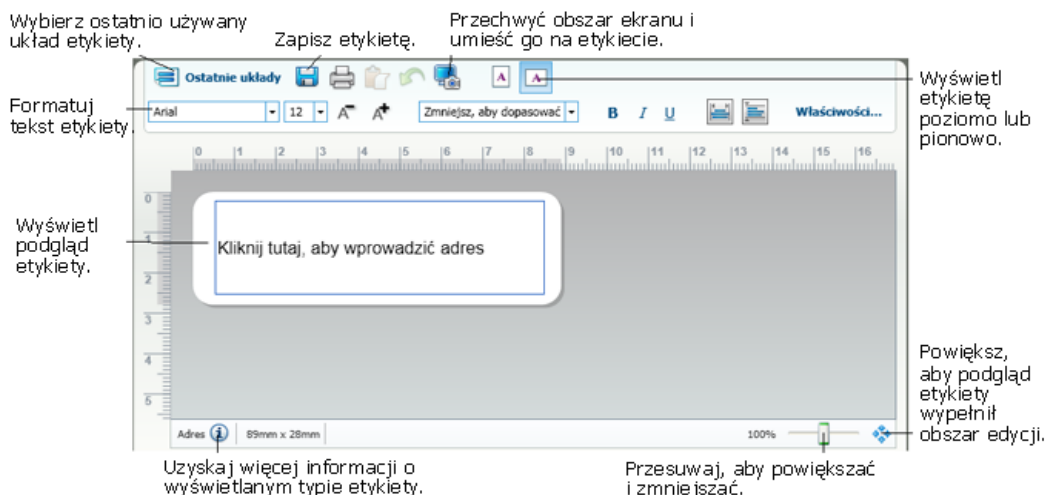 Wybierz ostatnio używany
układ etykiety.
Zapisz etykietę.
Przechwyć obszar ekranu i
umieść go na etykiecie.
Ostatnie układy
A
A
Wyświetl
etykietę
poziomo lub
pionowo.
Formatuj
tekst etykiety.
Arial
12
A
A
Zmniejsz, aby dopasować
B
I
U
Właściwości...
0 1 2 3 4 5 6 7 8 9 10 11 12 13 14 15 16
0
1
2
3
4
5
Wyświetl
podgląd
etykiety.
Kliknij tutaj, aby wprowadzić adres
Powiększ,
aby podgląd
etykiety
wypełnił
obszar edycji.
Adres
89mm x 28mm
100%
Uzyskaj więcej informacji o
wyświetlanym typie etykiety.
Przesuwaj, aby powiększać
i zmniejszać.